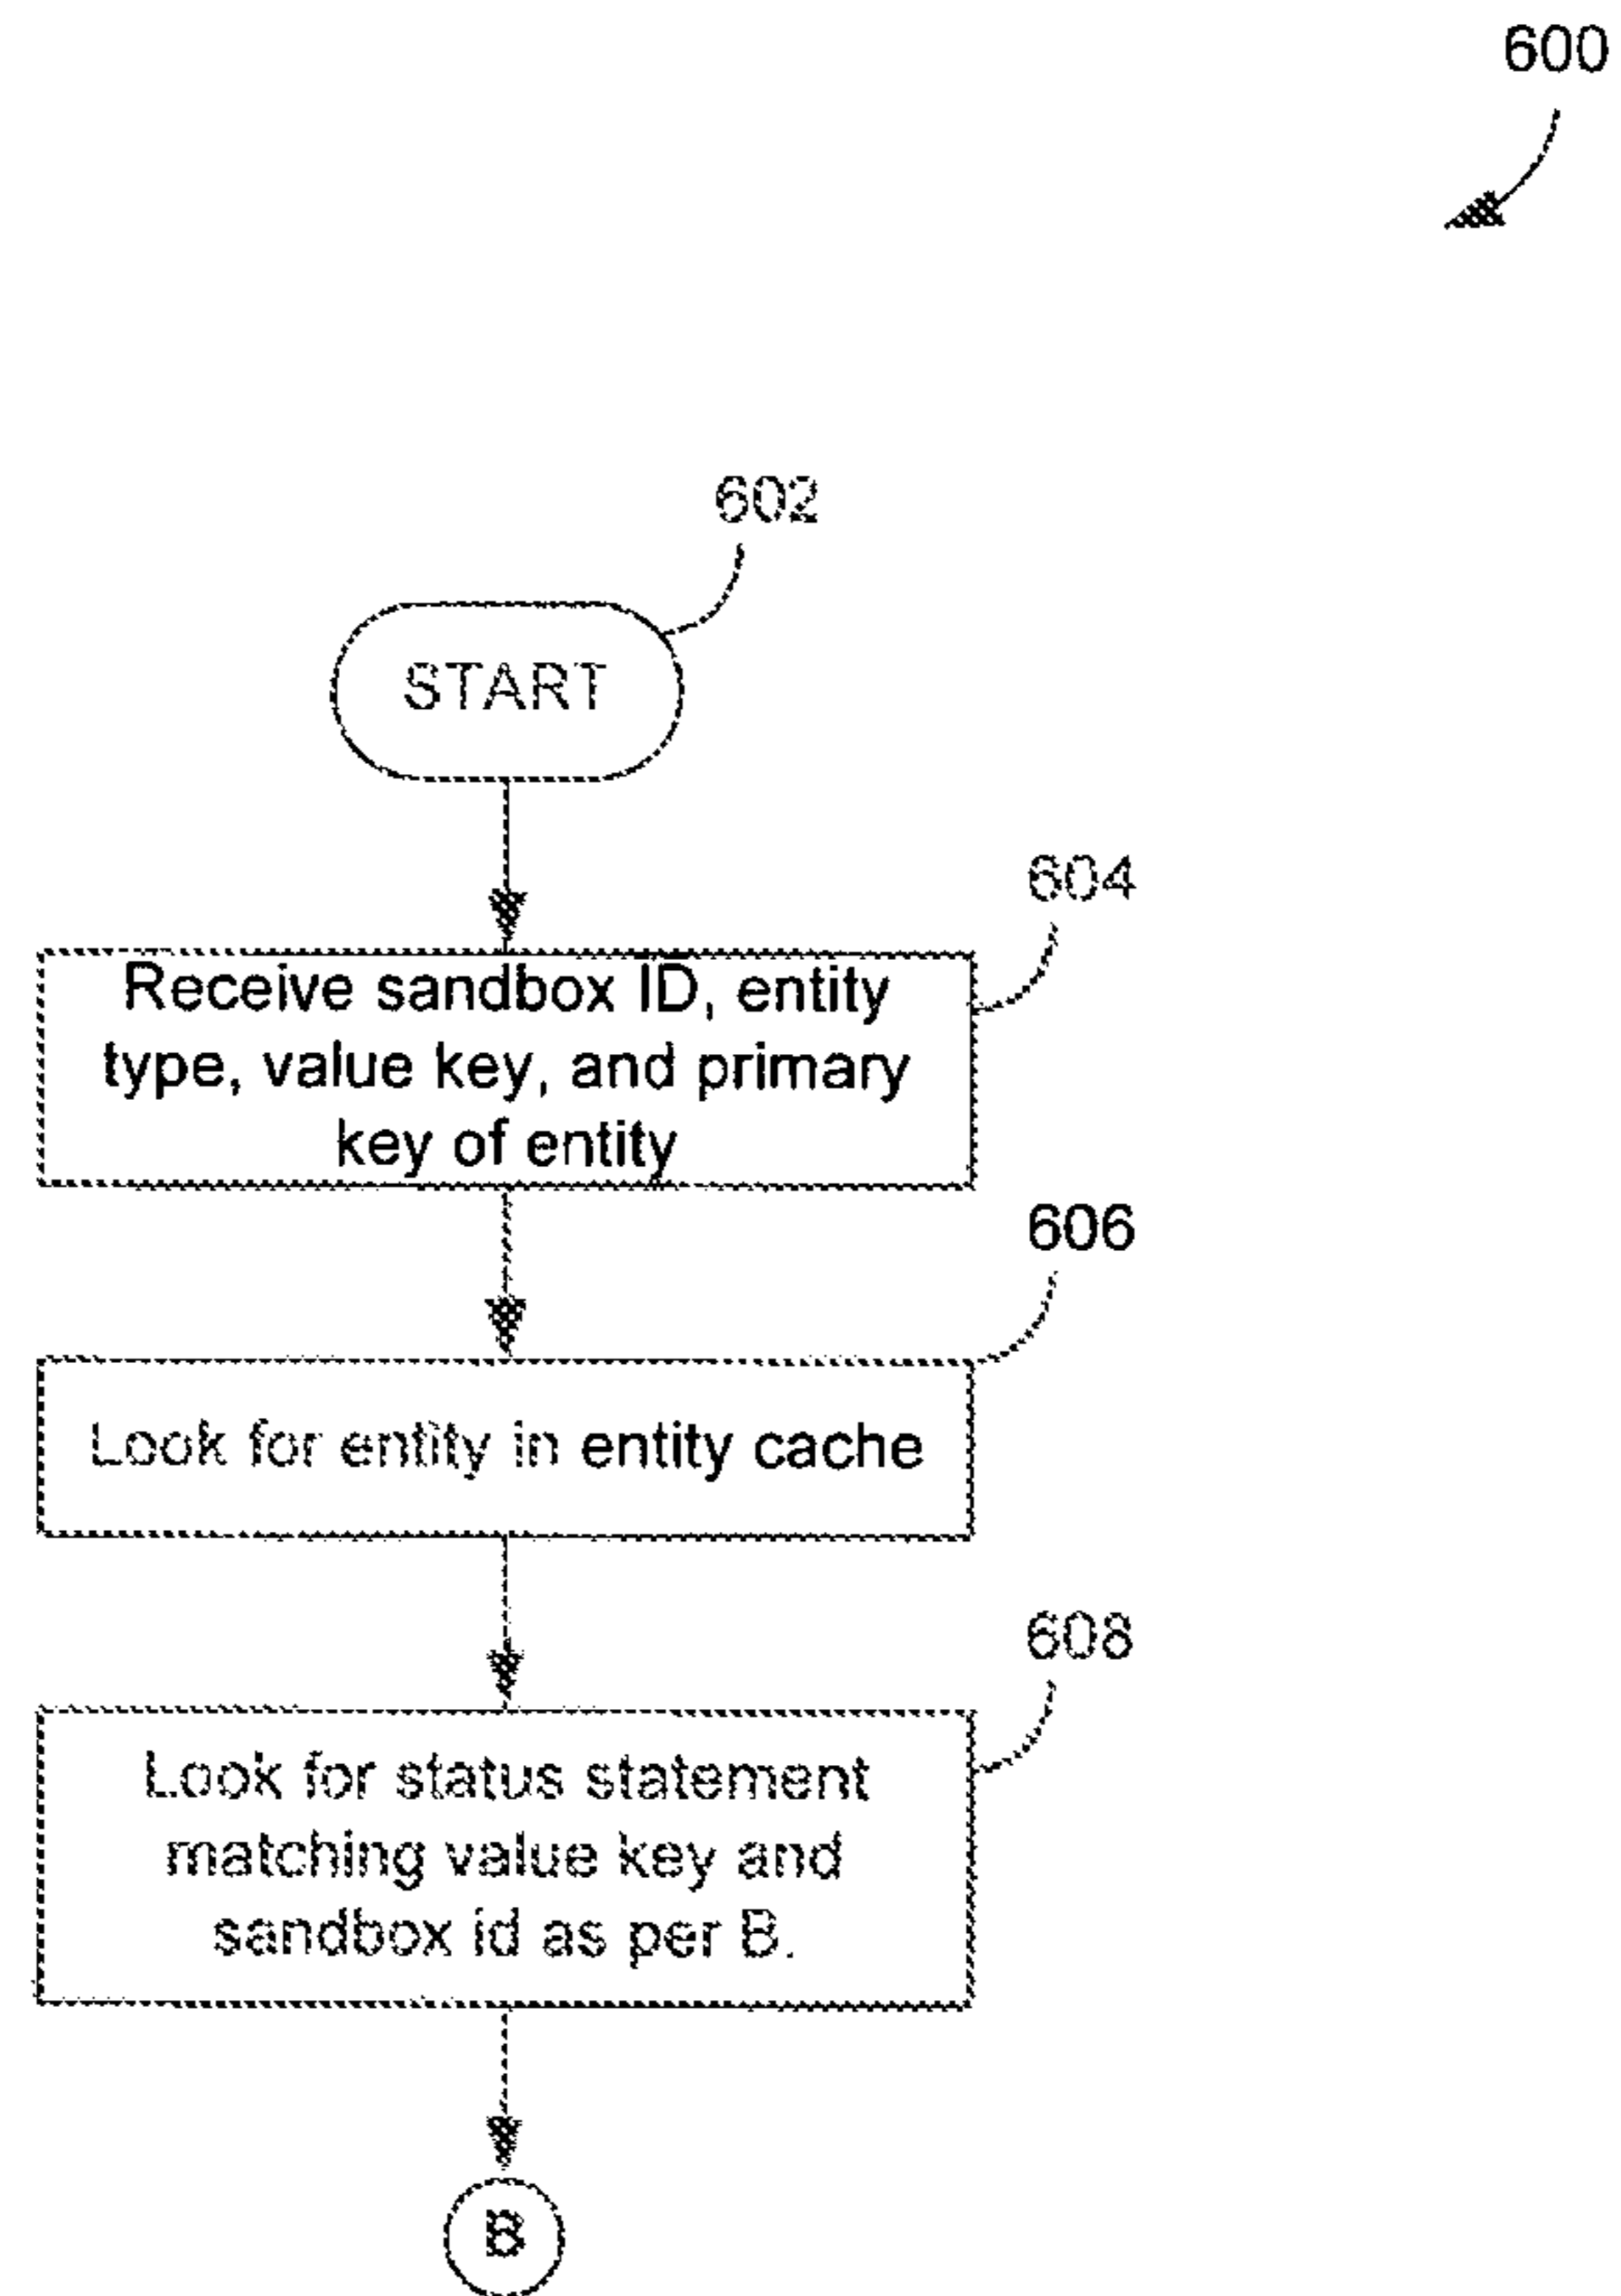 600
602
START
604
Receive sandbox ID, entity
type, value key, and primary
key of entity
606
Look for entity in entity cache
608
Look for status statement
matching value key and
sandbox id as per B.
B